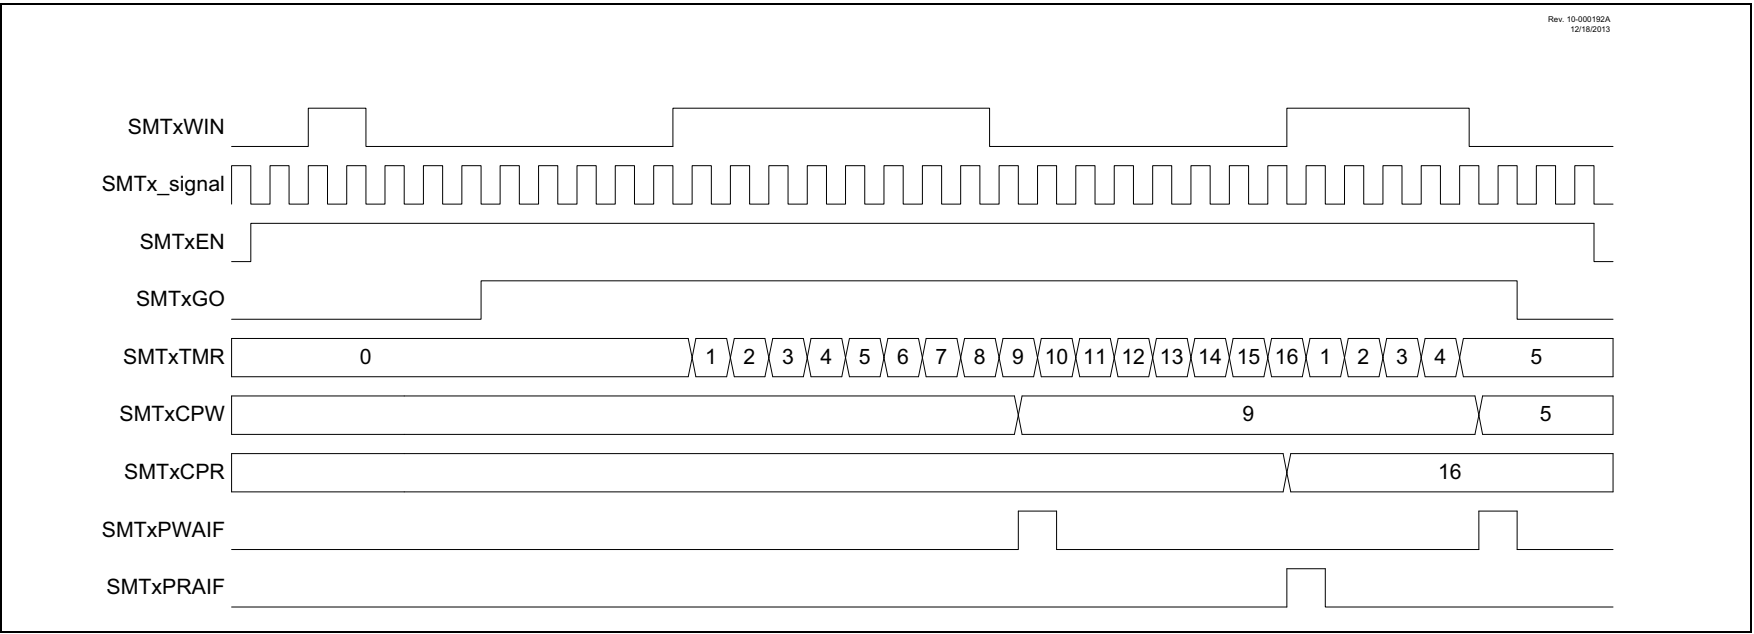 Rev. 10-000192A
12/18/2013
SMTxWIN
SMTx_signal
SMTxEN
SMTxGO
SMTxTMR 0 1 2 3 4 5 6 7 8 9 10 11 12 13 14 15 16 1 2 3 4 5
SMTxCPW 9 5
SMTxCPR 16
SMTxPWAIF
SMTxPRAIF